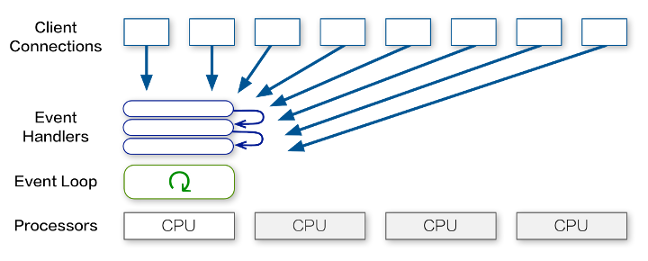 Client
Connections
Event
Handlers
Event Loop
Processors
CPU
CPU
CPU
CPU